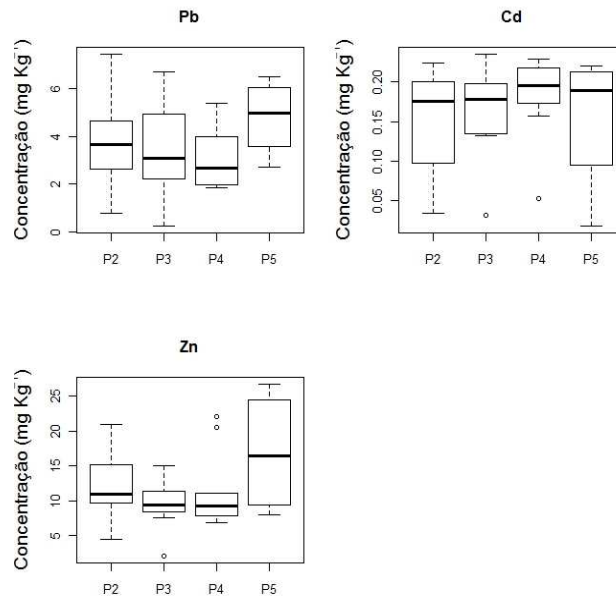 Pb
Concentração (mg Kg⁻¹)
0 2 4 6
P2 P3 P4 P5
Cd
Concentração (mg Kg⁻¹)
0.05 0.10 0.15 0.20
P2 P3 P4 P5
Zn
Concentração (mg Kg⁻¹)
5 10 15 20 25
P2 P3 P4 P5